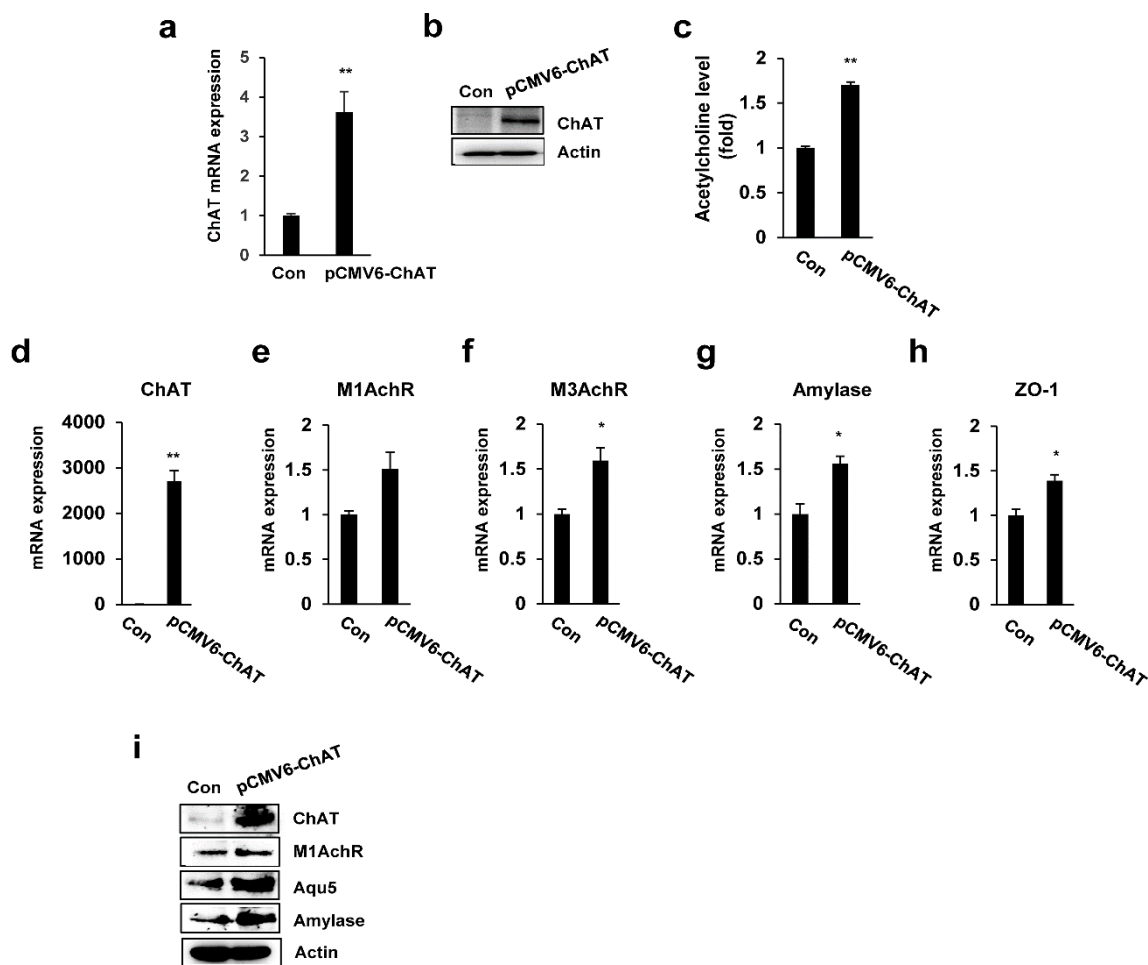 a
ChAT mRNA expression
5
4
3
2
1
0
**
Con
pCMV6-ChAT
b
Con
pCMV6-ChAT
ChAT
Actin
c
Acetylcholine level
(fold)
2
1.5
1
0.5
0
**
Con
pCMV6-ChAT
d
ChAT
mRNA expression
4000
3000
2000
1000
0
**
Con
pCMV6-ChAT
e
M1AchR
mRNA expression
2
1.5
1
0.5
0
Con
pCMV6-ChAT
f
M3AchR
mRNA expression
2
1.5
1
0.5
0
*
Con
pCMV6-ChAT
g
Amylase
mRNA expression
2
1.5
1
0.5
0
*
Con
pCMV6-ChAT
h
ZO-1
mRNA expression
2
1.5
1
0.5
0
*
Con
pCMV6-ChAT
i
Con
pCMV6-ChAT
ChAT
M1AchR
Aqu5
Amylase
Actin